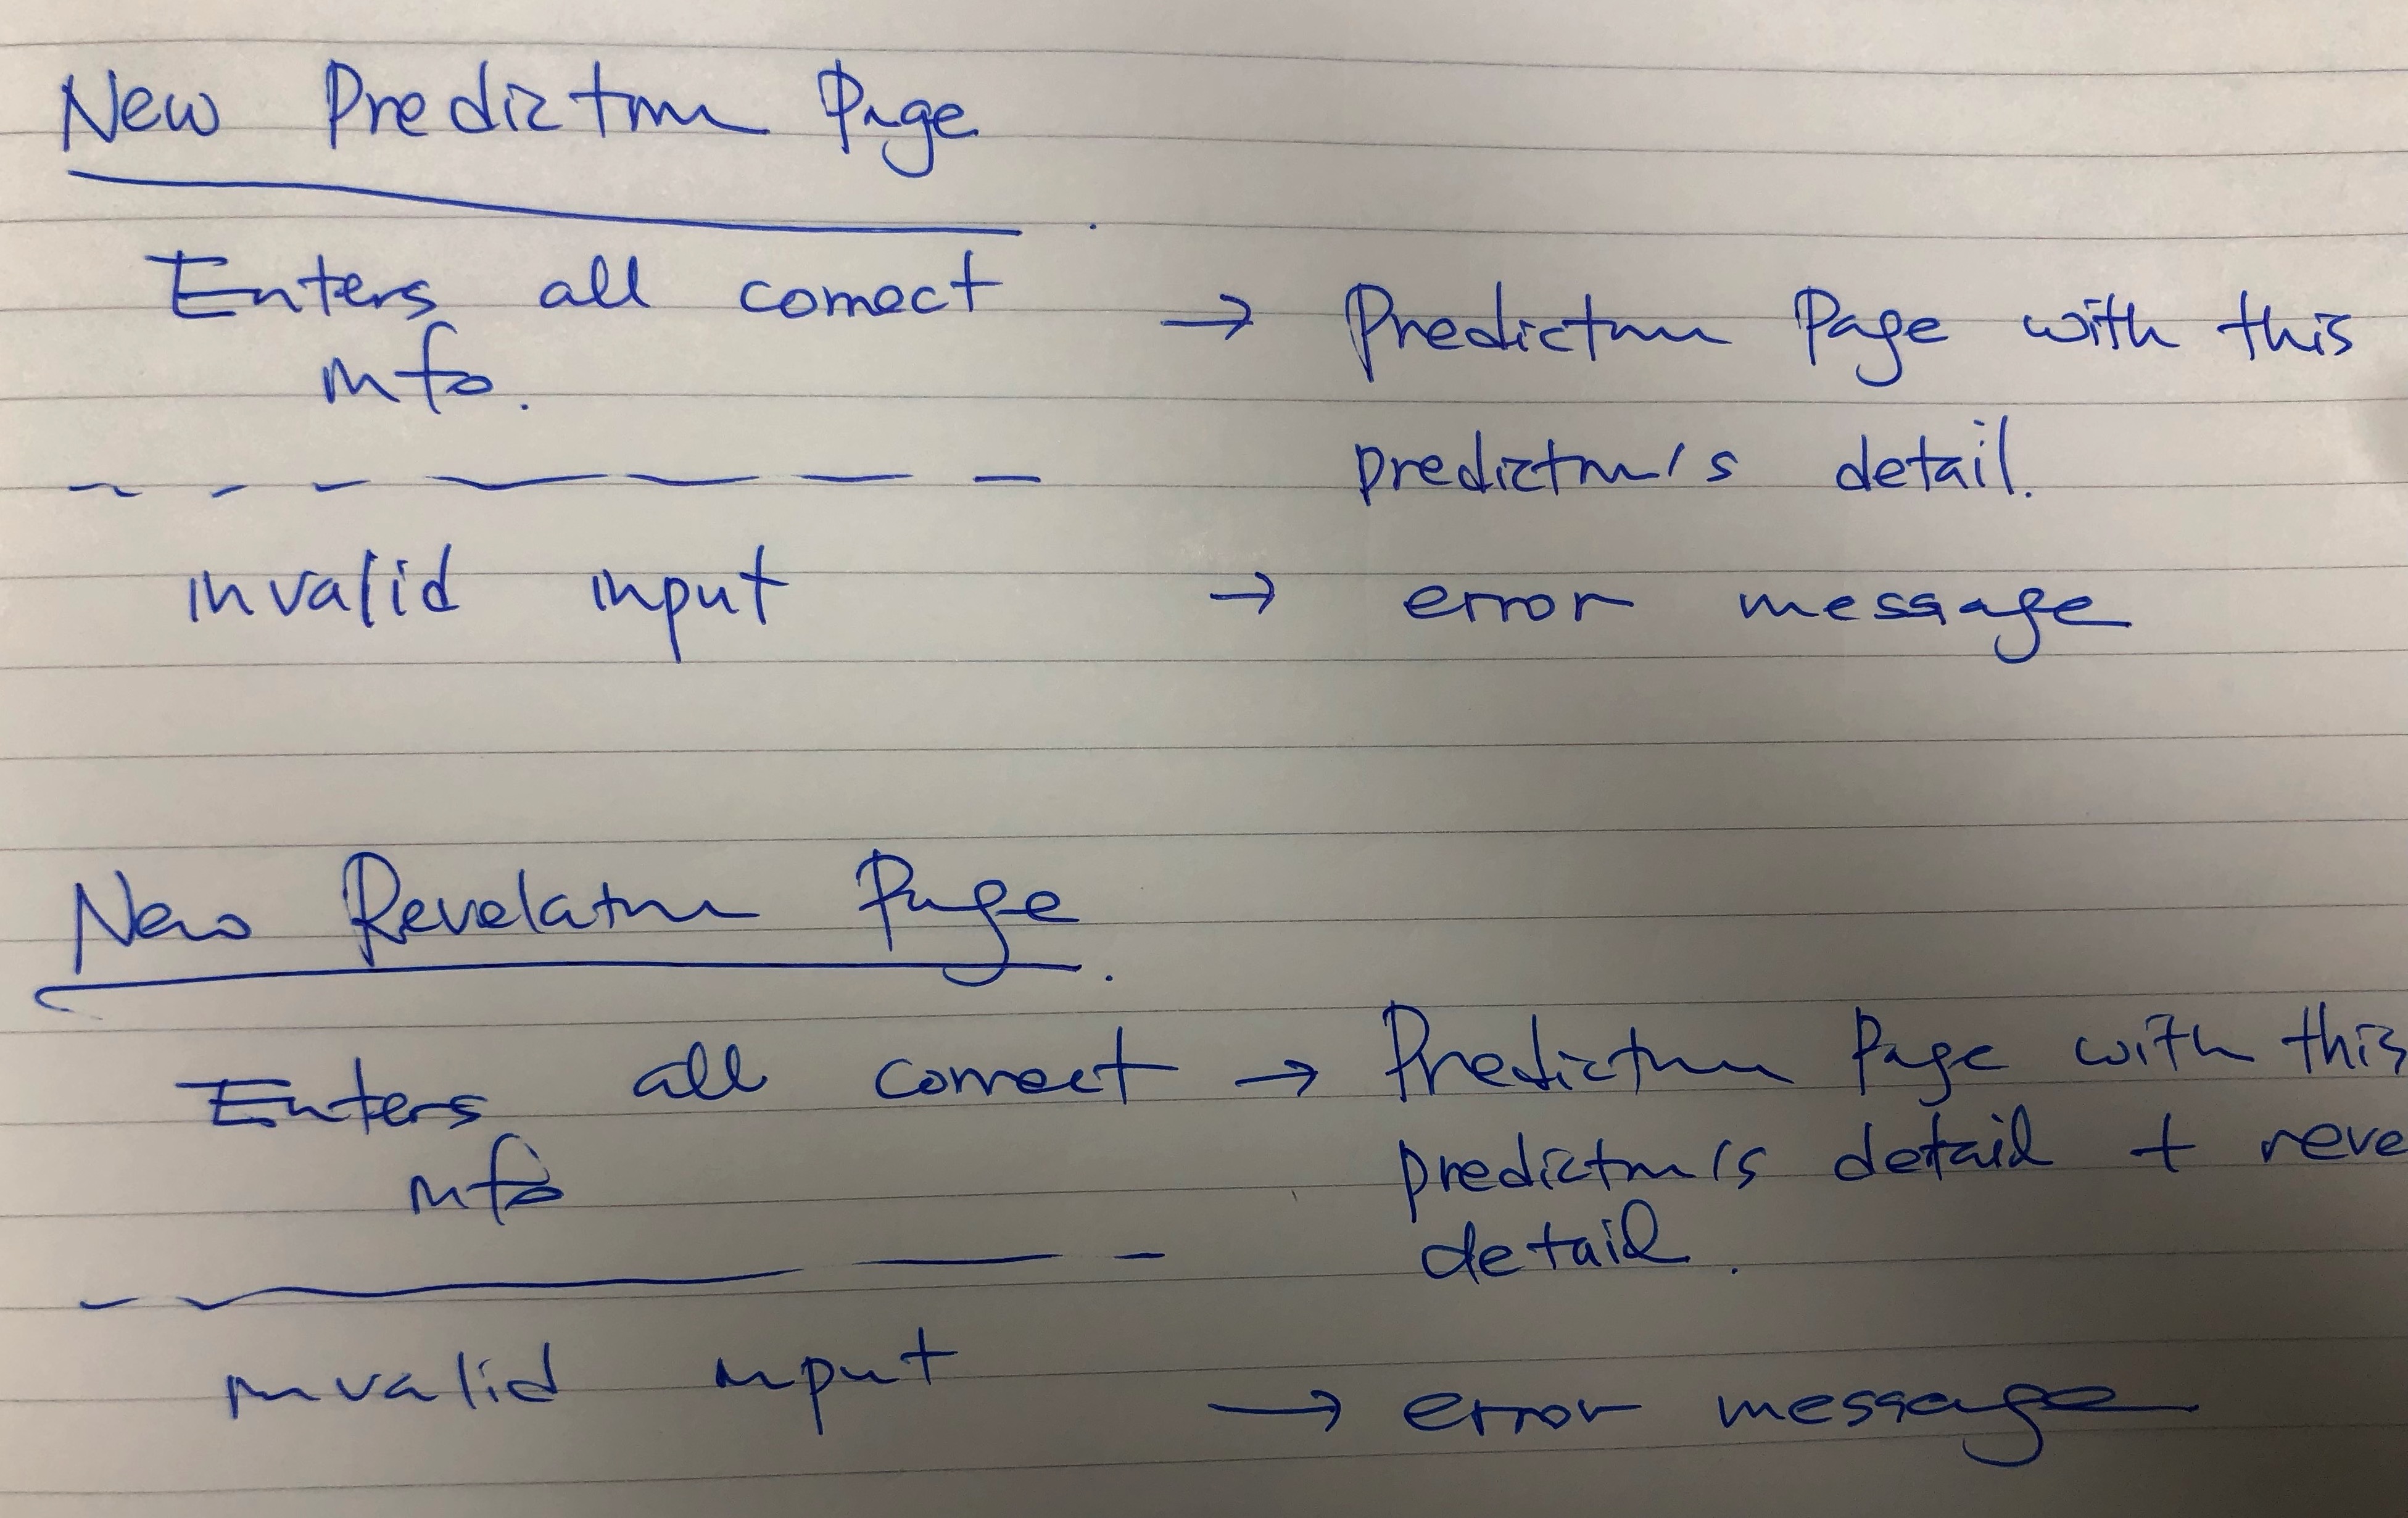 New Prediction Page
Enters all correct
info.
→ Prediction Page with this
prediction's detail.
invalid input → error message
New Revelation Page.
Enters all correct → Prediction Page with this
info
prediction's detail + reve
detail.
invalid input → error message